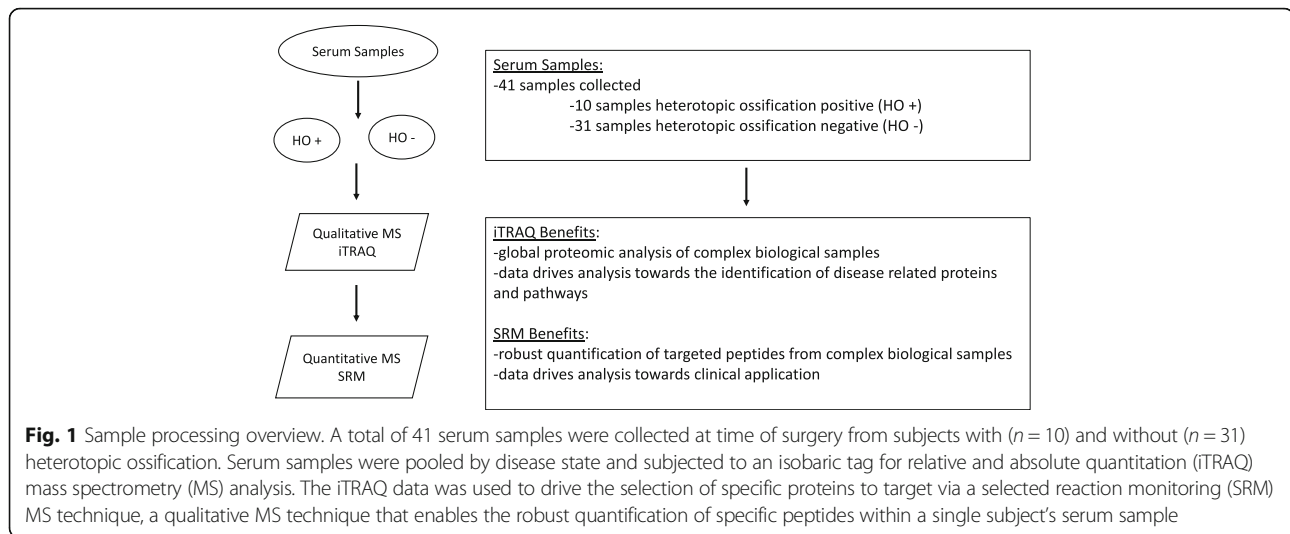 Serum Samples
HO +
HO -
Qualitative MS
iTRAQ
Quantitative MS
SRM
Serum Samples:
-41 samples collected
-10 samples heterotopic ossification positive (HO +)
-31 samples heterotopic ossification negative (HO -)
iTRAQ Benefits:
-global proteomic analysis of complex biological samples
-data drives analysis towards the identification of disease related proteins
and pathways
SRM Benefits:
-robust quantification of targeted peptides from complex biological samples
-data drives analysis towards clinical application
Fig. 1 Sample processing overview. A total of 41 serum samples were collected at time of surgery from subjects with (n = 10) and without (n = 31)
heterotopic ossification. Serum samples were pooled by disease state and subjected to an isobaric tag for relative and absolute quantitation (iTRAQ)
mass spectrometry (MS) analysis. The iTRAQ data was used to drive the selection of specific proteins to target via a selected reaction monitoring (SRM)
MS technique, a qualitative MS technique that enables the robust quantification of specific peptides within a single subject's serum sample